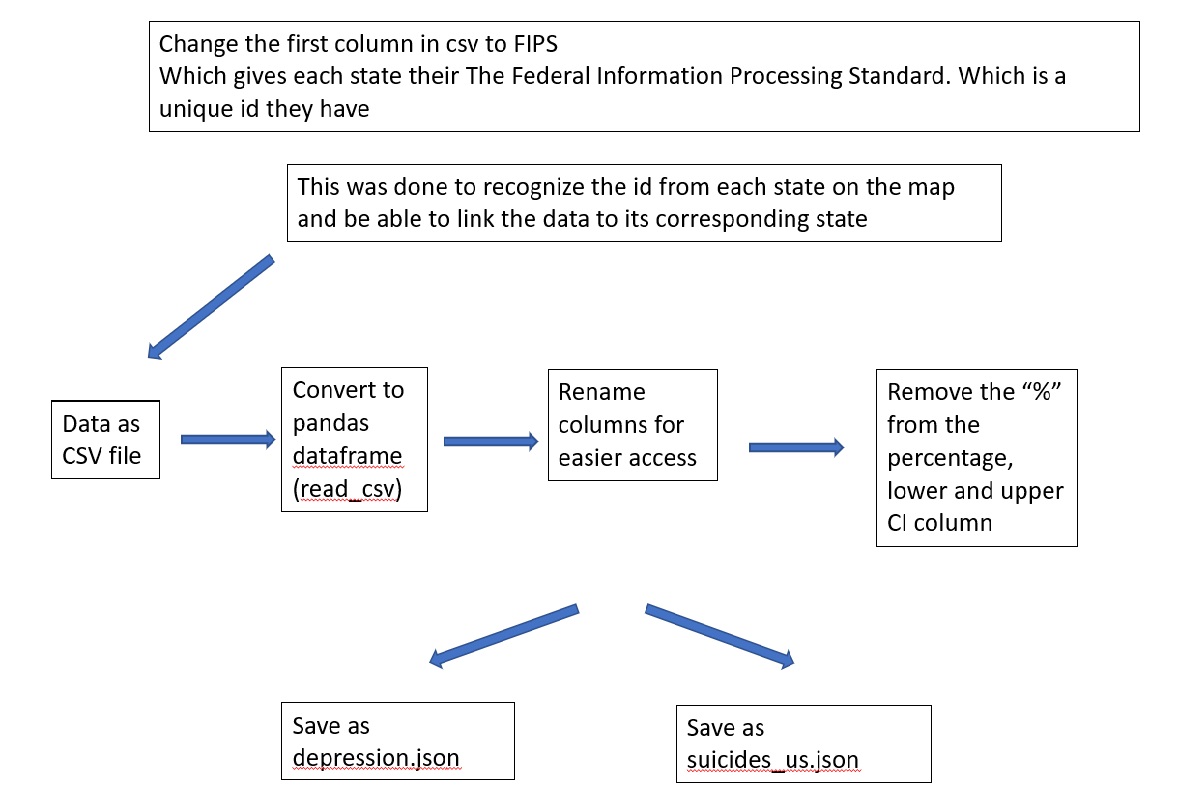 Change the first column in csv to FIPS
Which gives each state their The Federal Information Processing Standard. Which is a
unique id they have
This was done to recognize the id from each state on the map
and be able to link the data to its corresponding state
Data as
CSV file
Convert to
pandas
dataframe
(read_csv)
Rename
columns for
easier access
Remove the “%”
from the
percentage,
lower and upper
CI column
Save as
depression.json
Save as
suicides_us.json